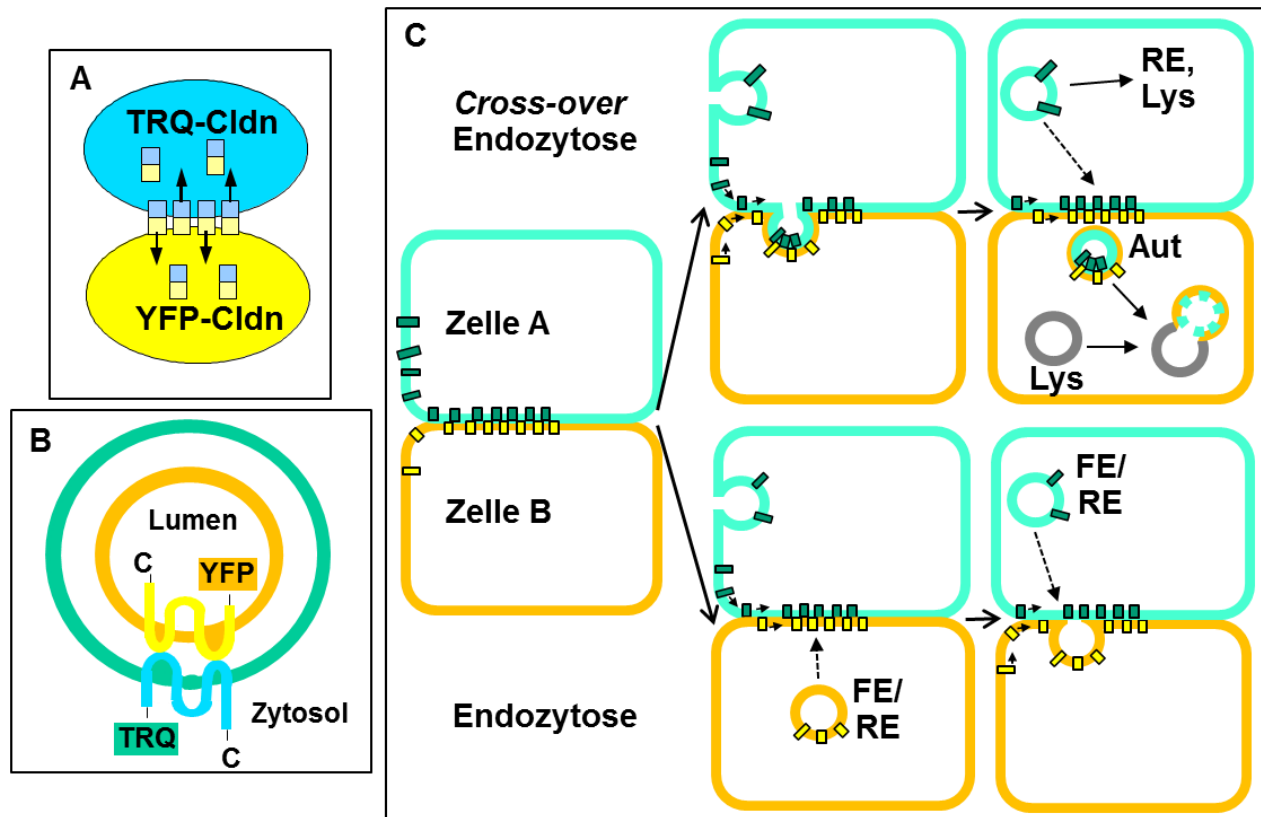 A
TRQ-Cldn
YFP-Cldn
B
Lumen
C
YFP
Zytosol
TRQ
C
C
Cross-over
Endozytose
RE,
Lys
Zelle A
Aut
Lys
Zelle B
FE/
RE
FE/
RE
Endozytose